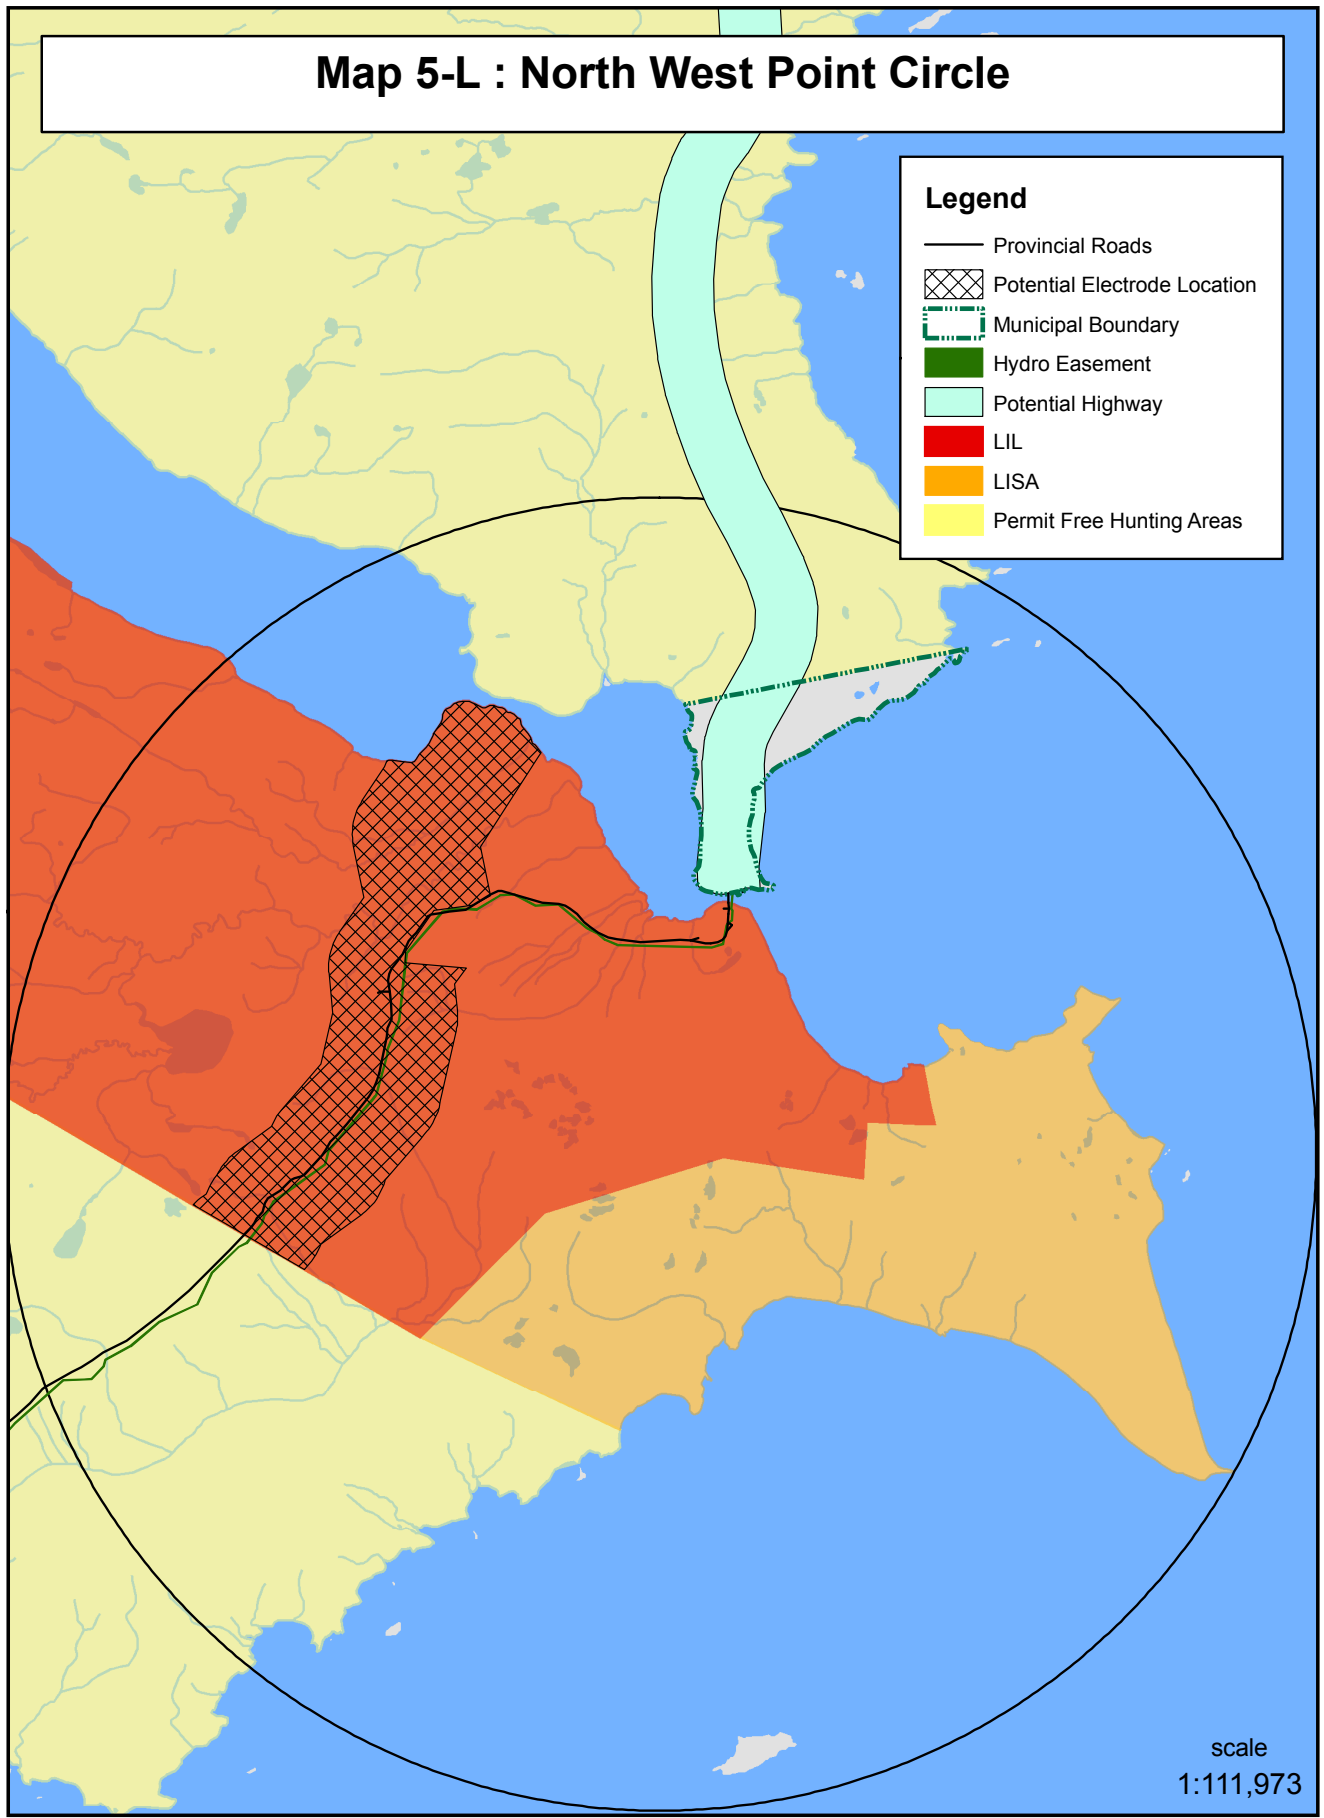 Map 5-L : North West Point Circle
Legend
Provincial Roads
Potential Electrode Location
Municipal Boundary
Hydro Easement
Potential Highway
LIL
LISA
Permit Free Hunting Areas
scale
1:111,973